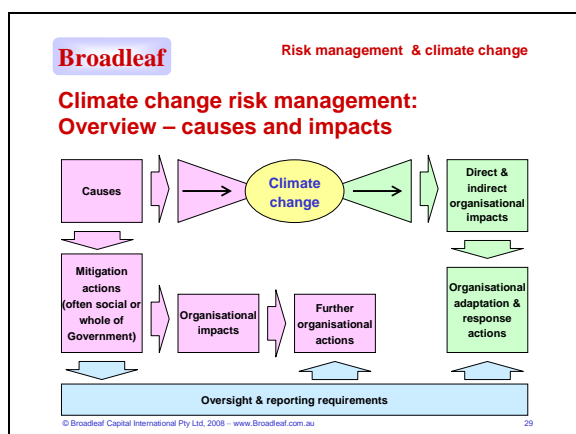 Broadleaf
Risk management & climate change
Climate change risk management:
Overview – causes and impacts
Causes
Climate
change
Direct &
indirect
organisational
impacts
Mitigation
actions
(often social or
whole of
Government)
Organisational
impacts
Further
organisational
actions
Organisational
adaptation &
response
actions
Oversight & reporting requirements
© Broadleaf Capital International Pty Ltd, 2008 – www.Broadleaf.com.au
29